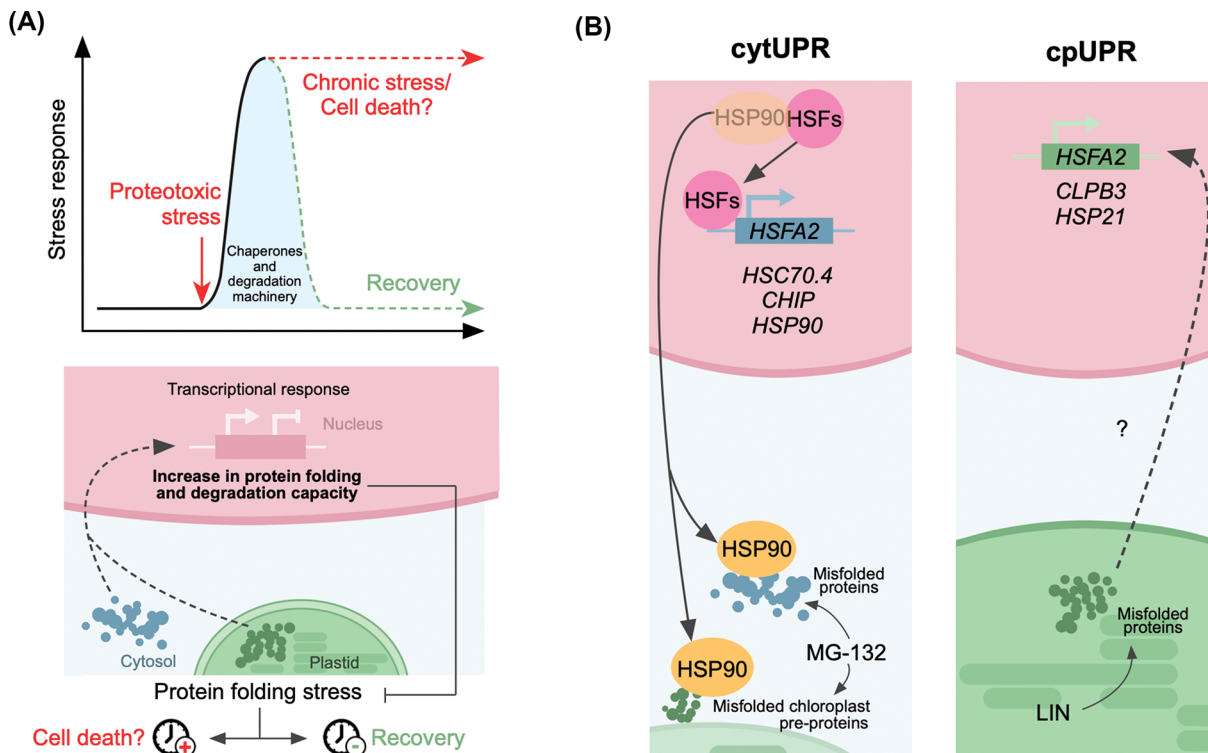 (A)
Stress response
Proteotoxic
stress
Chronic stress/
Cell death?
Chaperones
and
degradation
machinery
Recovery
Transcriptional response
Nucleus
Increase in protein folding
and degradation capacity
Cytosol
Plastid
Protein folding stress
Cell death?
+
-
Recovery
(B)
cytUPR
HSP90
HSFs
HSFs
HSFA2
HSC70.4
CHIP
HSP90
HSP90
Misfolded
proteins
MG-132
HSP90
Misfolded chloroplast
pre-proteins
cpUPR
HSFA2
CLPB3
HSP21
?
Misfolded
proteins
LIN